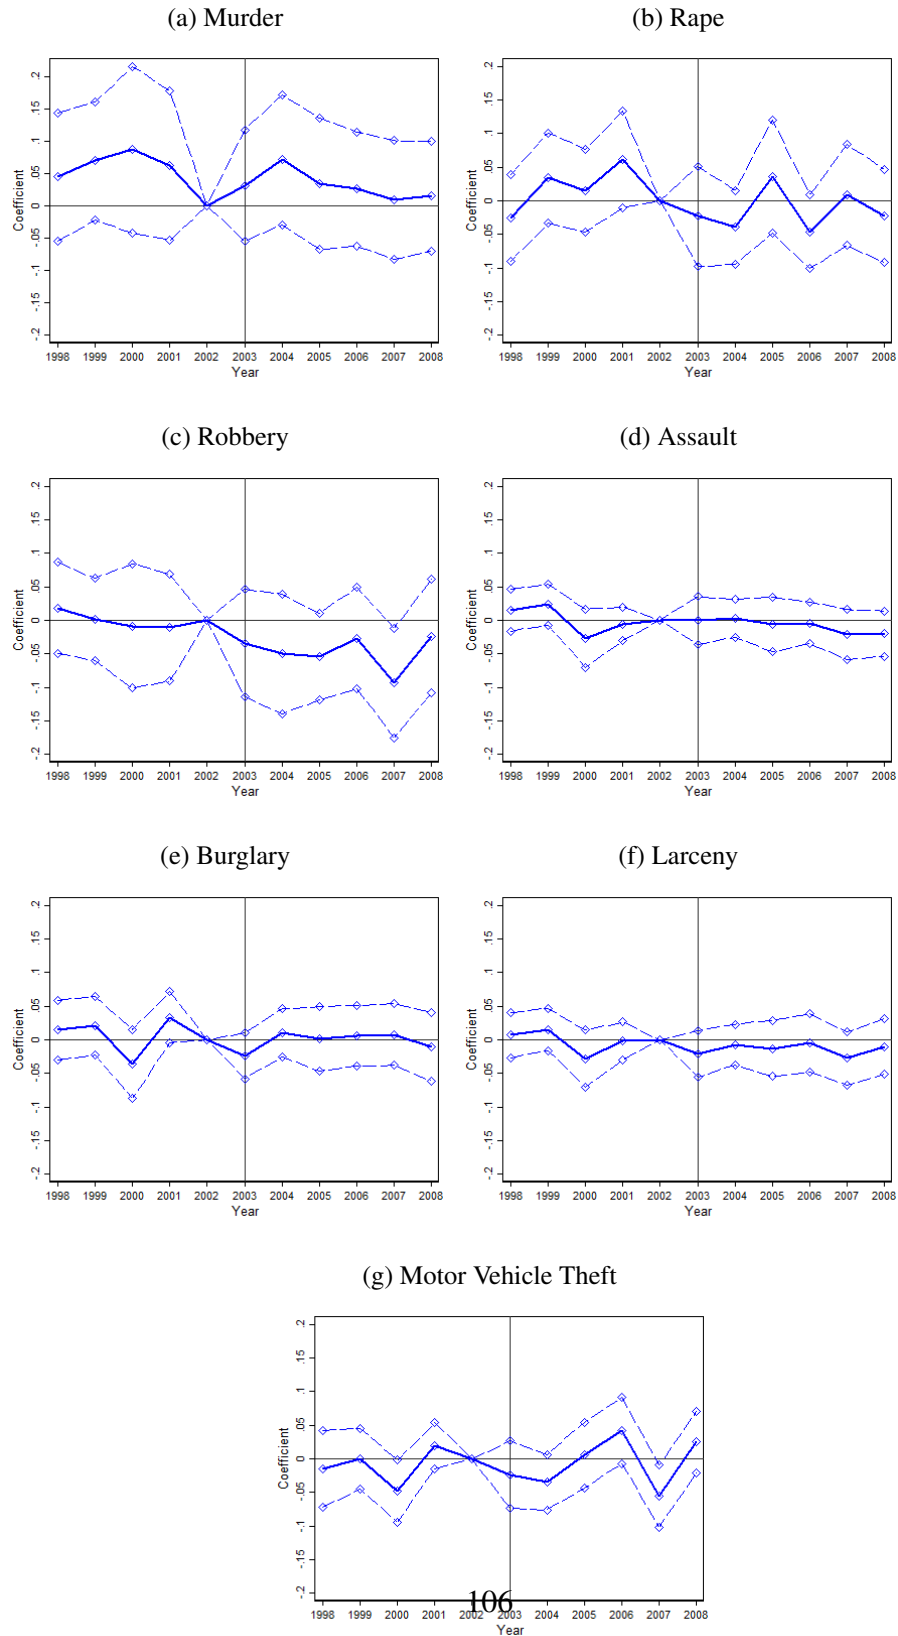 (a) Murder
(b) Rape
Coefficient
.2
.15
.1
.05
0
-.05
-.1
-.15
-.2
1998 1999 2000 2001 2002 2003 2004 2005 2006 2007 2008
Year
Coefficient
.2
.15
.1
.05
0
-.05
-.1
-.15
-.2
1998 1999 2000 2001 2002 2003 2004 2005 2006 2007 2008
Year
(c) Robbery
(d) Assault
Coefficient
.2
.15
.1
.05
0
-.05
-.1
-.15
-.2
1998 1999 2000 2001 2002 2003 2004 2005 2006 2007 2008
Year
Coefficient
.2
.15
.1
.05
0
-.05
-.1
-.15
-.2
1998 1999 2000 2001 2002 2003 2004 2005 2006 2007 2008
Year
(e) Burglary
(f) Larceny
Coefficient
.2
.15
.1
.05
0
-.05
-.1
-.15
-.2
1998 1999 2000 2001 2002 2003 2004 2005 2006 2007 2008
Year
Coefficient
.2
.15
.1
.05
0
-.05
-.1
-.15
-.2
1998 1999 2000 2001 2002 2003 2004 2005 2006 2007 2008
Year
(g) Motor Vehicle Theft
Coefficient
.2
.15
.1
.05
0
-.05
-.1
-.15
-.2
106
1998 1999 2000 2001 2002 2003 2004 2005 2006 2007 2008
Year